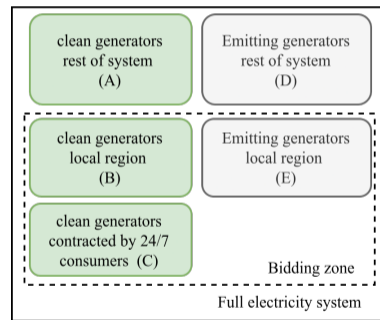 clean generators
rest of system
(A)
Emitting generators
rest of system
(D)
clean generators
local region
(B)
Emitting generators
local region
(E)
clean generators
contracted by 24/7
consumers (C)
Bidding zone
Full electricity system